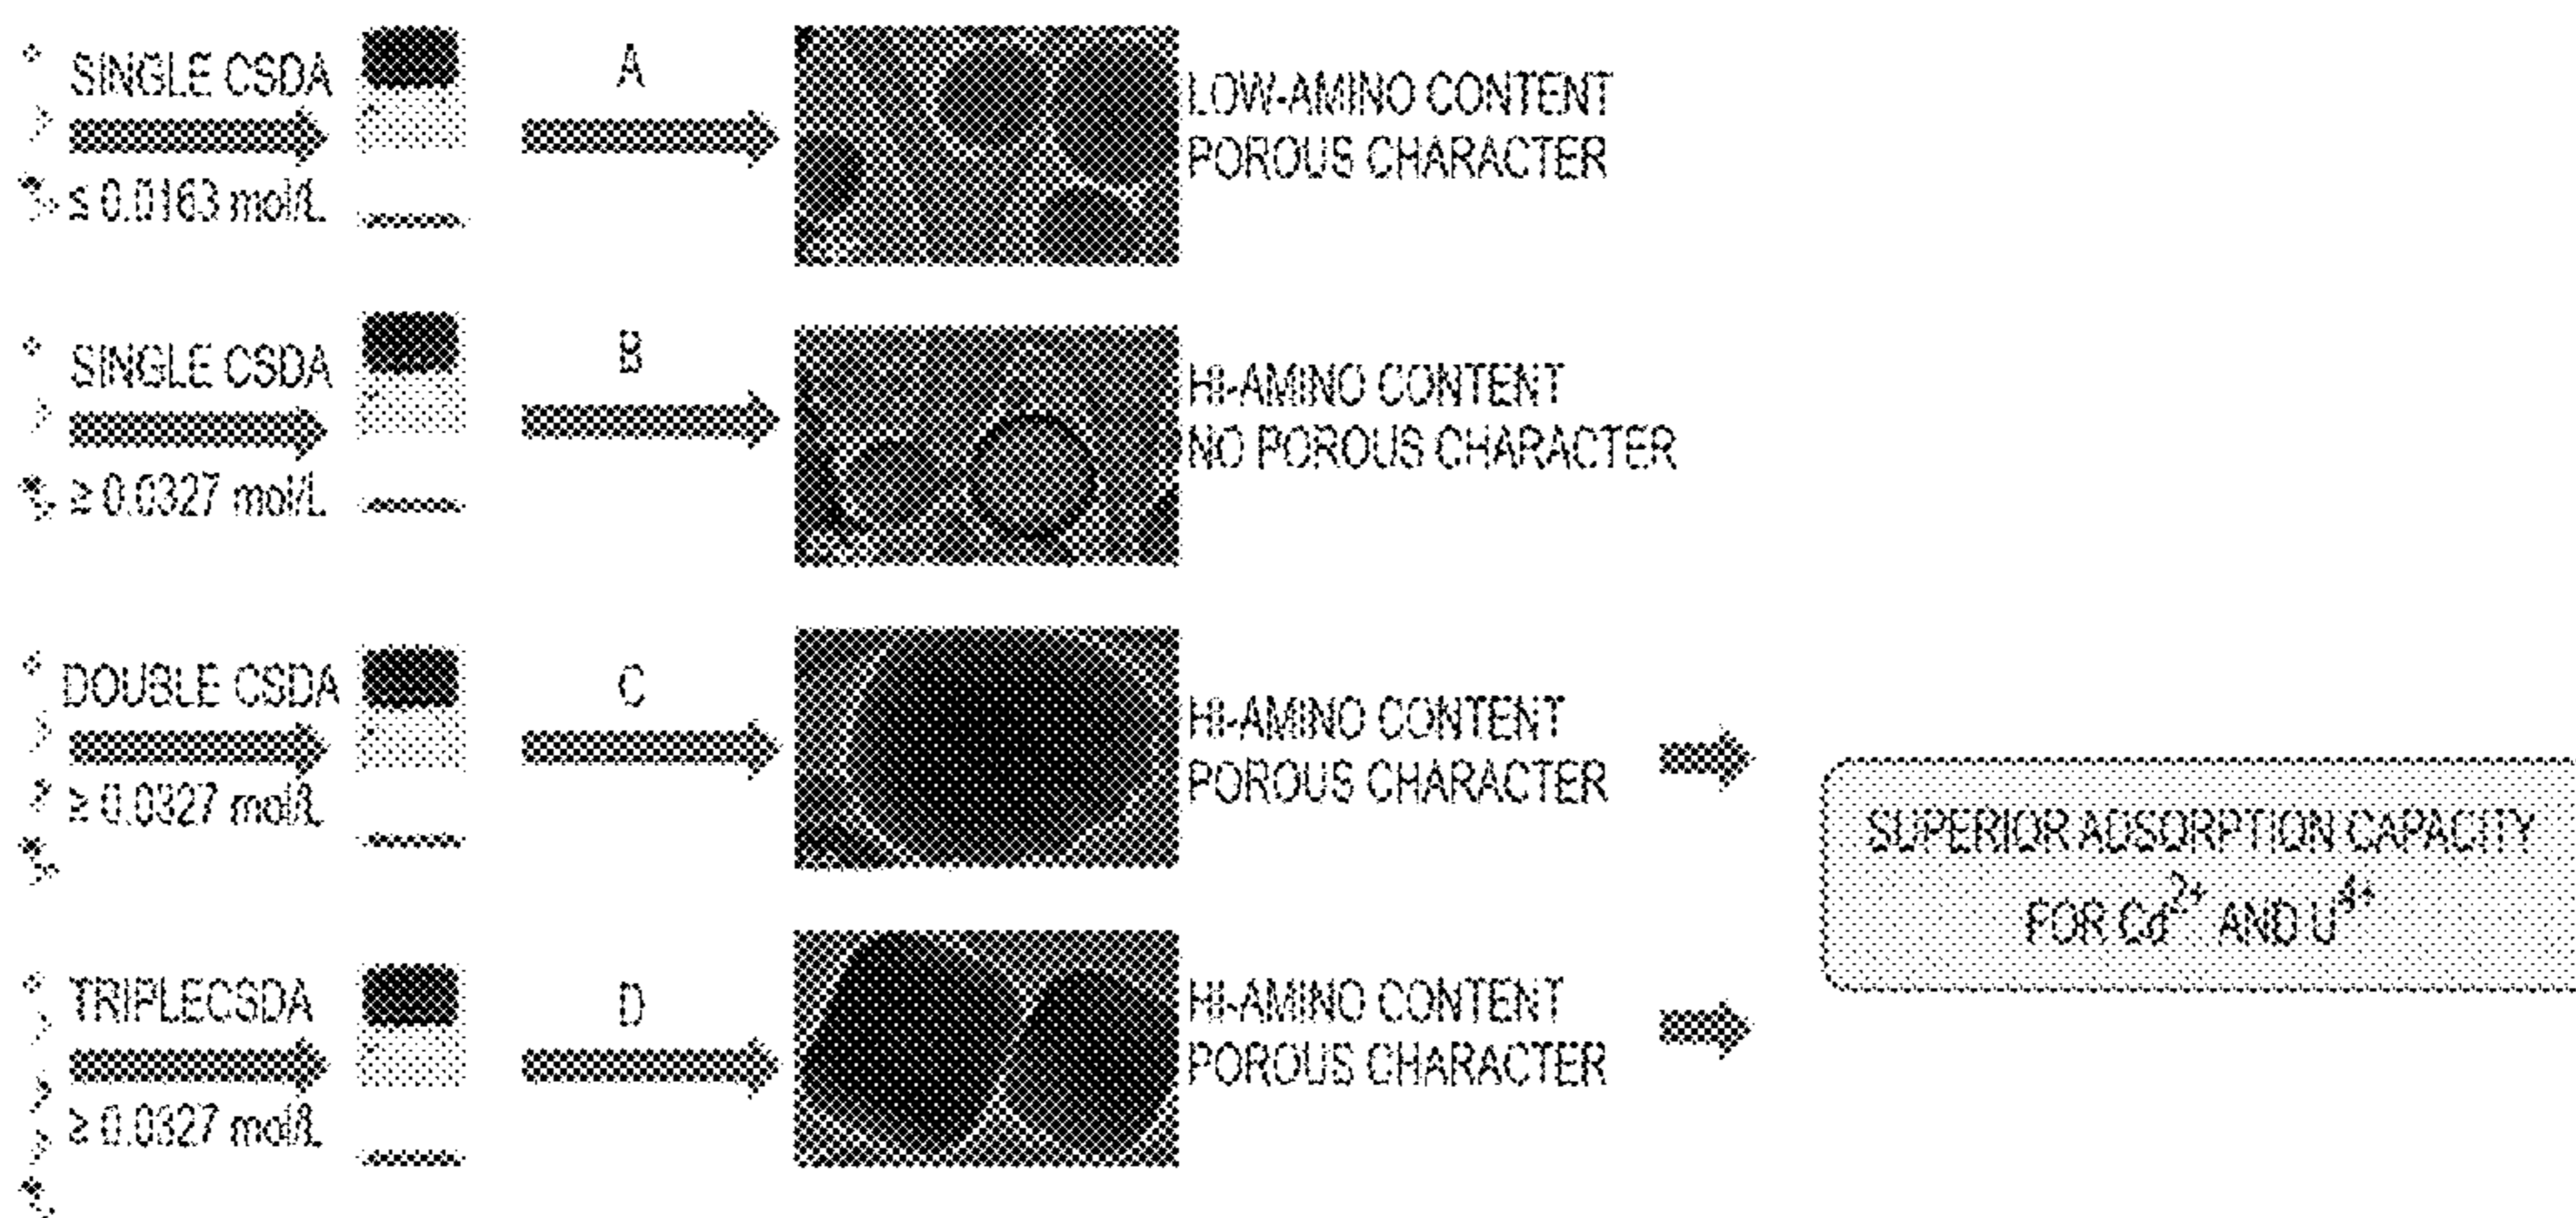 SINGLE CSDA
≤ 0.0163 mol/L
A
LOW-AMINO CONTENT
POROUS CHARACTER
SINGLE CSDA
≥ 0.0327 mol/L
B
HI-AMINO CONTENT
NO POROUS CHARACTER
DOUBLE CSDA
≥ 0.0327 mol/L
C
HI-AMINO CONTENT
POROUS CHARACTER
TRIPLECSDA
≥ 0.0327 mol/L
D
HI-AMINO CONTENT
POROUS CHARACTER
SUPERIOR ADSORPTION CAPACITY
FOR Cd²⁺ AND U⁴⁺